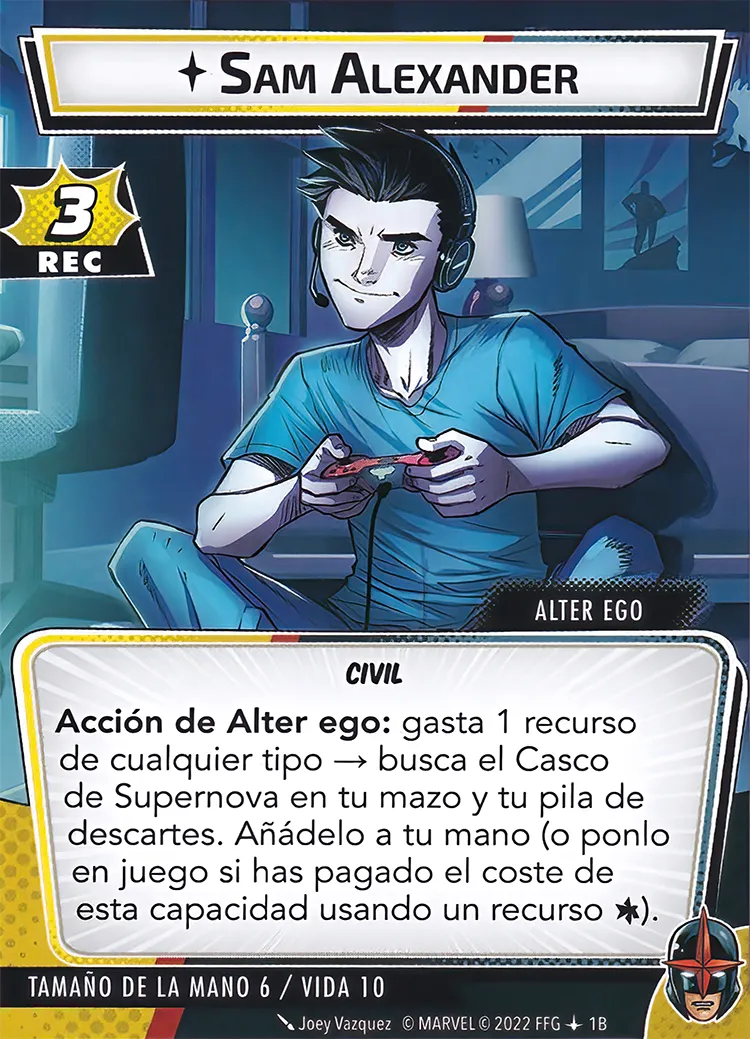 ✦ SAM ALEXANDER
3
REC
ALTER EGO
CIVIL
Acción de Alter ego: gasta 1 recurso
de cualquier tipo → busca el Casco
de Supernova en tu mazo y tu pila de
descartes. Añádelo a tu mano (o ponlo
en juego si has pagado el coste de
esta capacidad usando un recurso ✱).
TAMAÑO DE LA MANO 6 / VIDA 10
Joey Vazquez © MARVEL © 2022 FFG ✦ 1B